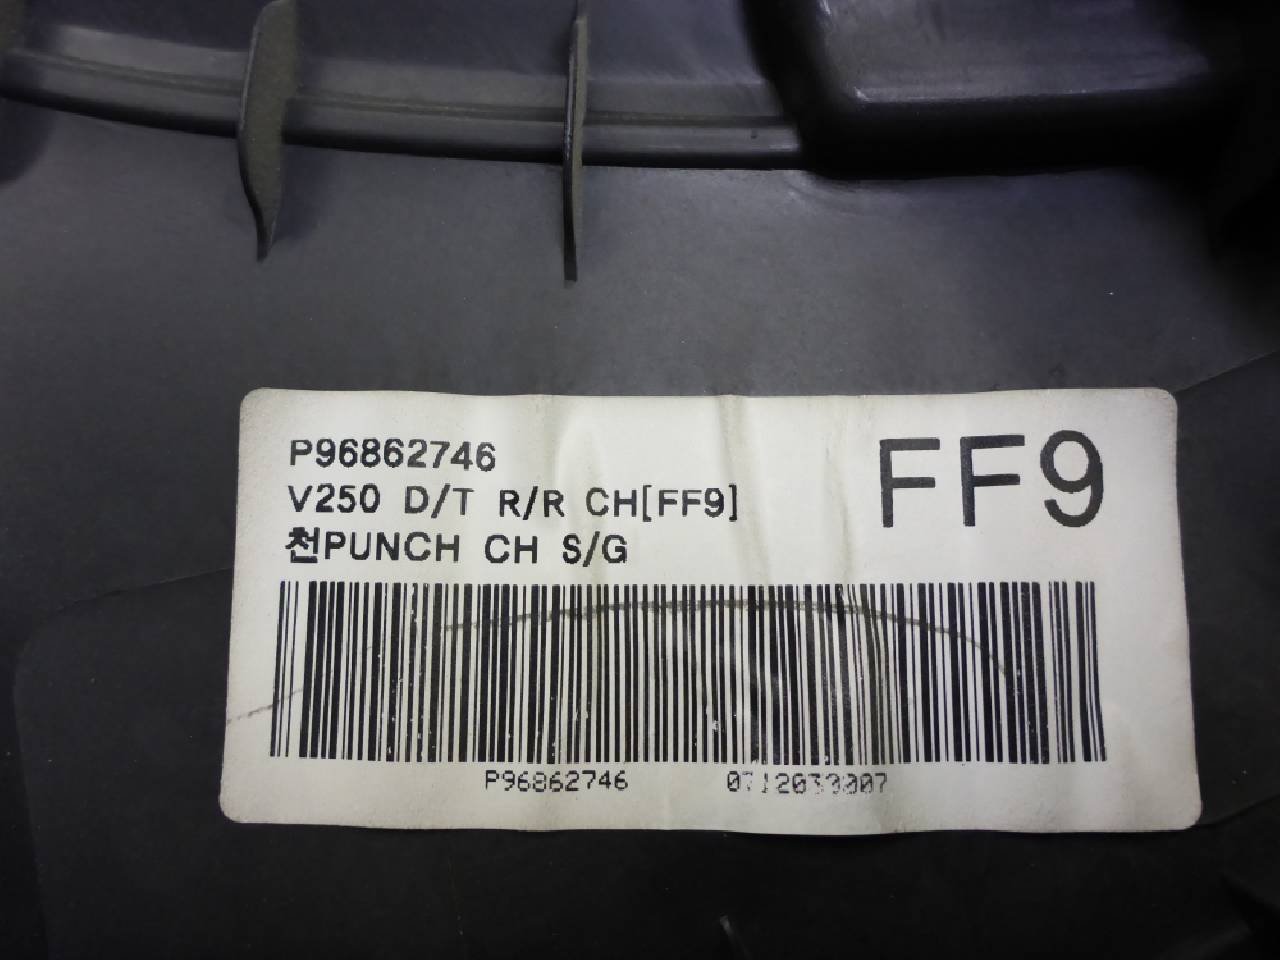 P96862746
FF9
V250 D/T R/R CH[FF9]
천PUNCH CH S/G
P96862746